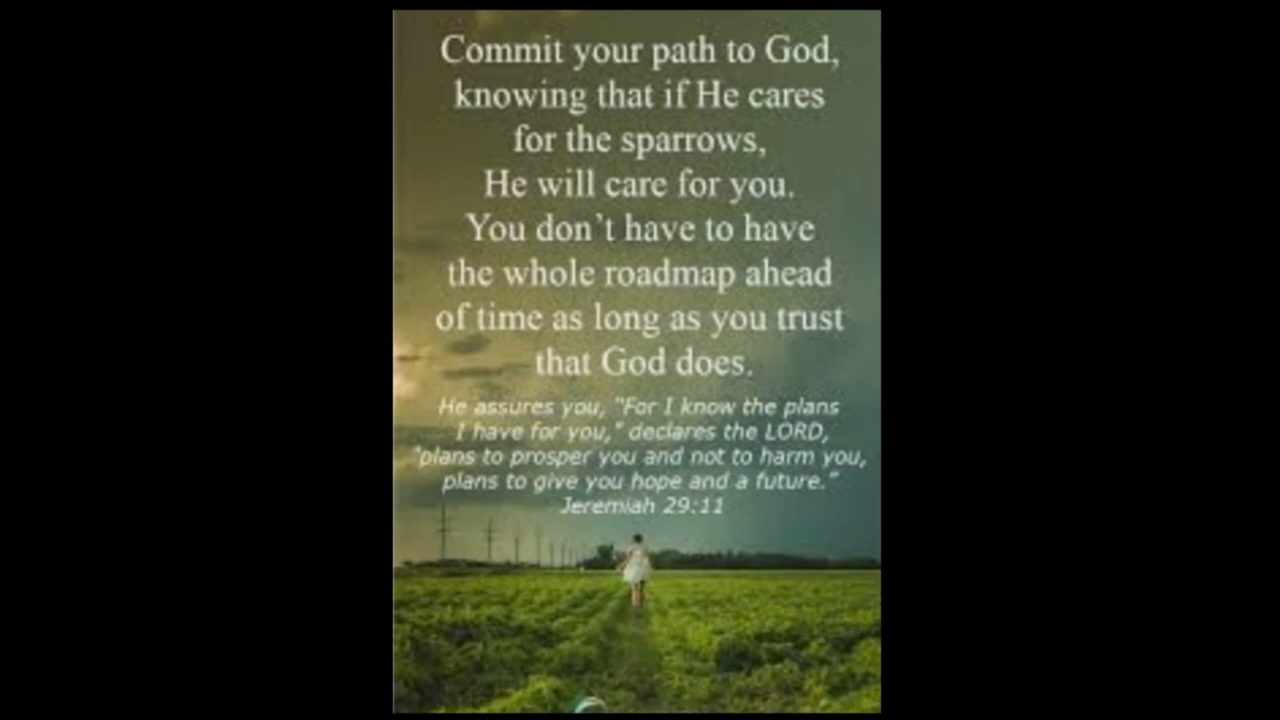 Commit your path to God,
knowing that if He cares
for the sparrows,
He will care for you.
You don’t have to have
the whole roadmap ahead
of time as long as you trust
that God does.
He assures you, "For I know the plans
I have for you," declares the LORD,
"plans to prosper you and not to harm you,
plans to give you hope and a future."
Jeremiah 29:11